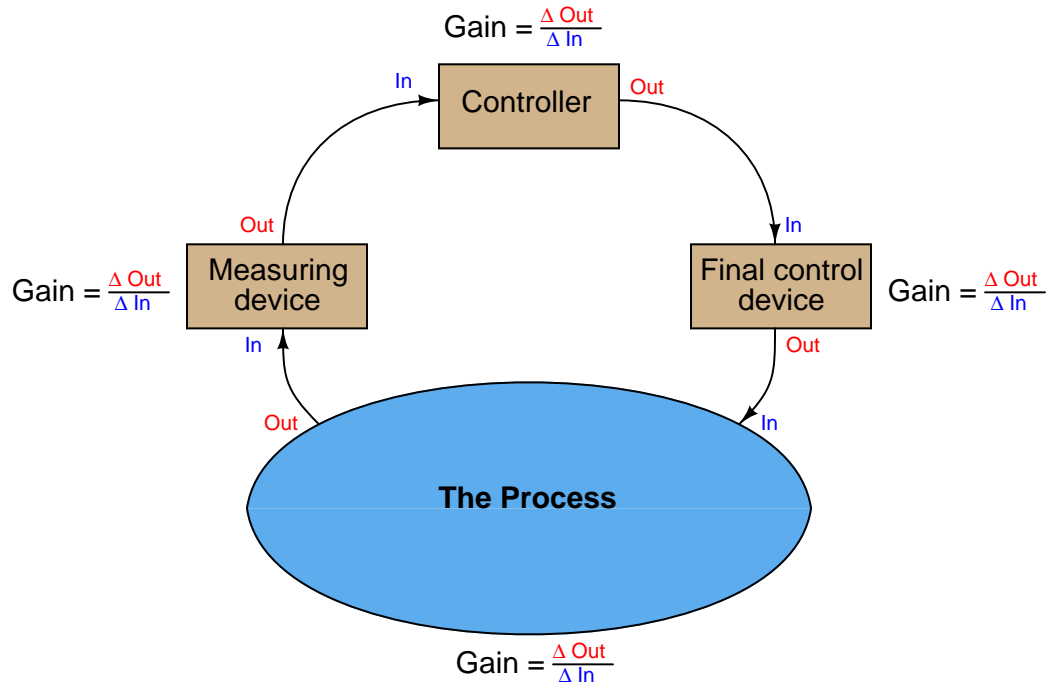 Gain = Δ Out / Δ In
In
Controller
Out
Out
In
Gain = Δ Out / Δ In
Measuring
device
Final control
device
Gain = Δ Out / Δ In
In
Out
Out
In
The Process
Gain = Δ Out / Δ In